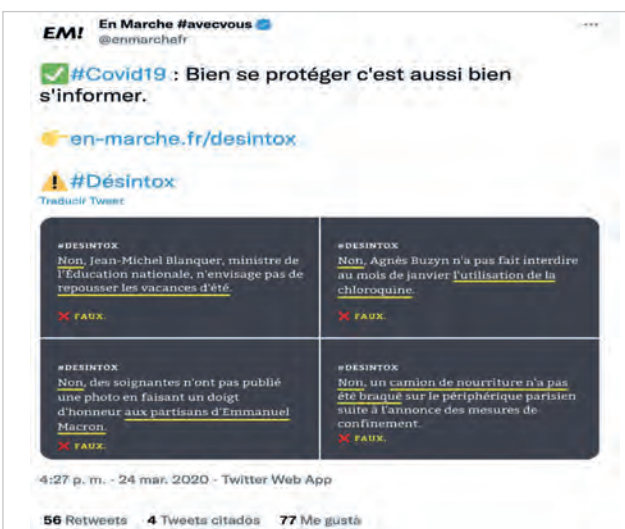 EM!
En Marche #avecvous
@enmarchefr
✅ #Covid19 : Bien se protéger c'est aussi bien
s'informer.
👉 en-marche.fr/desintox
⚠️ #Désintox
Traducir Tweet
#DESINTOX
Non, Jean-Michel Blanquer, ministre de
l'Éducation nationale, n'envisage pas de
repousser les vacances d'été.
❌ FAUX.
#DESINTOX
Non, Agnès Buzyn n'a pas fait interdire
au mois de janvier l'utilisation de la
chloroquine.
❌ FAUX.
#DESINTOX
Non, des soignantes n'ont pas publié
une photo en faisant un doigt
d'honneur aux partisans d'Emmanuel
Macron.
❌ FAUX.
#DESINTOX
Non, un camion de nourriture n'a pas
été braqué sur le périphérique parisien
suite à l'annonce des mesures de
confinement.
❌ FAUX.
4:27 p. m. · 24 mar. 2020 · Twitter Web App
56 Retweets 4 Tweets citados 77 Me gusta